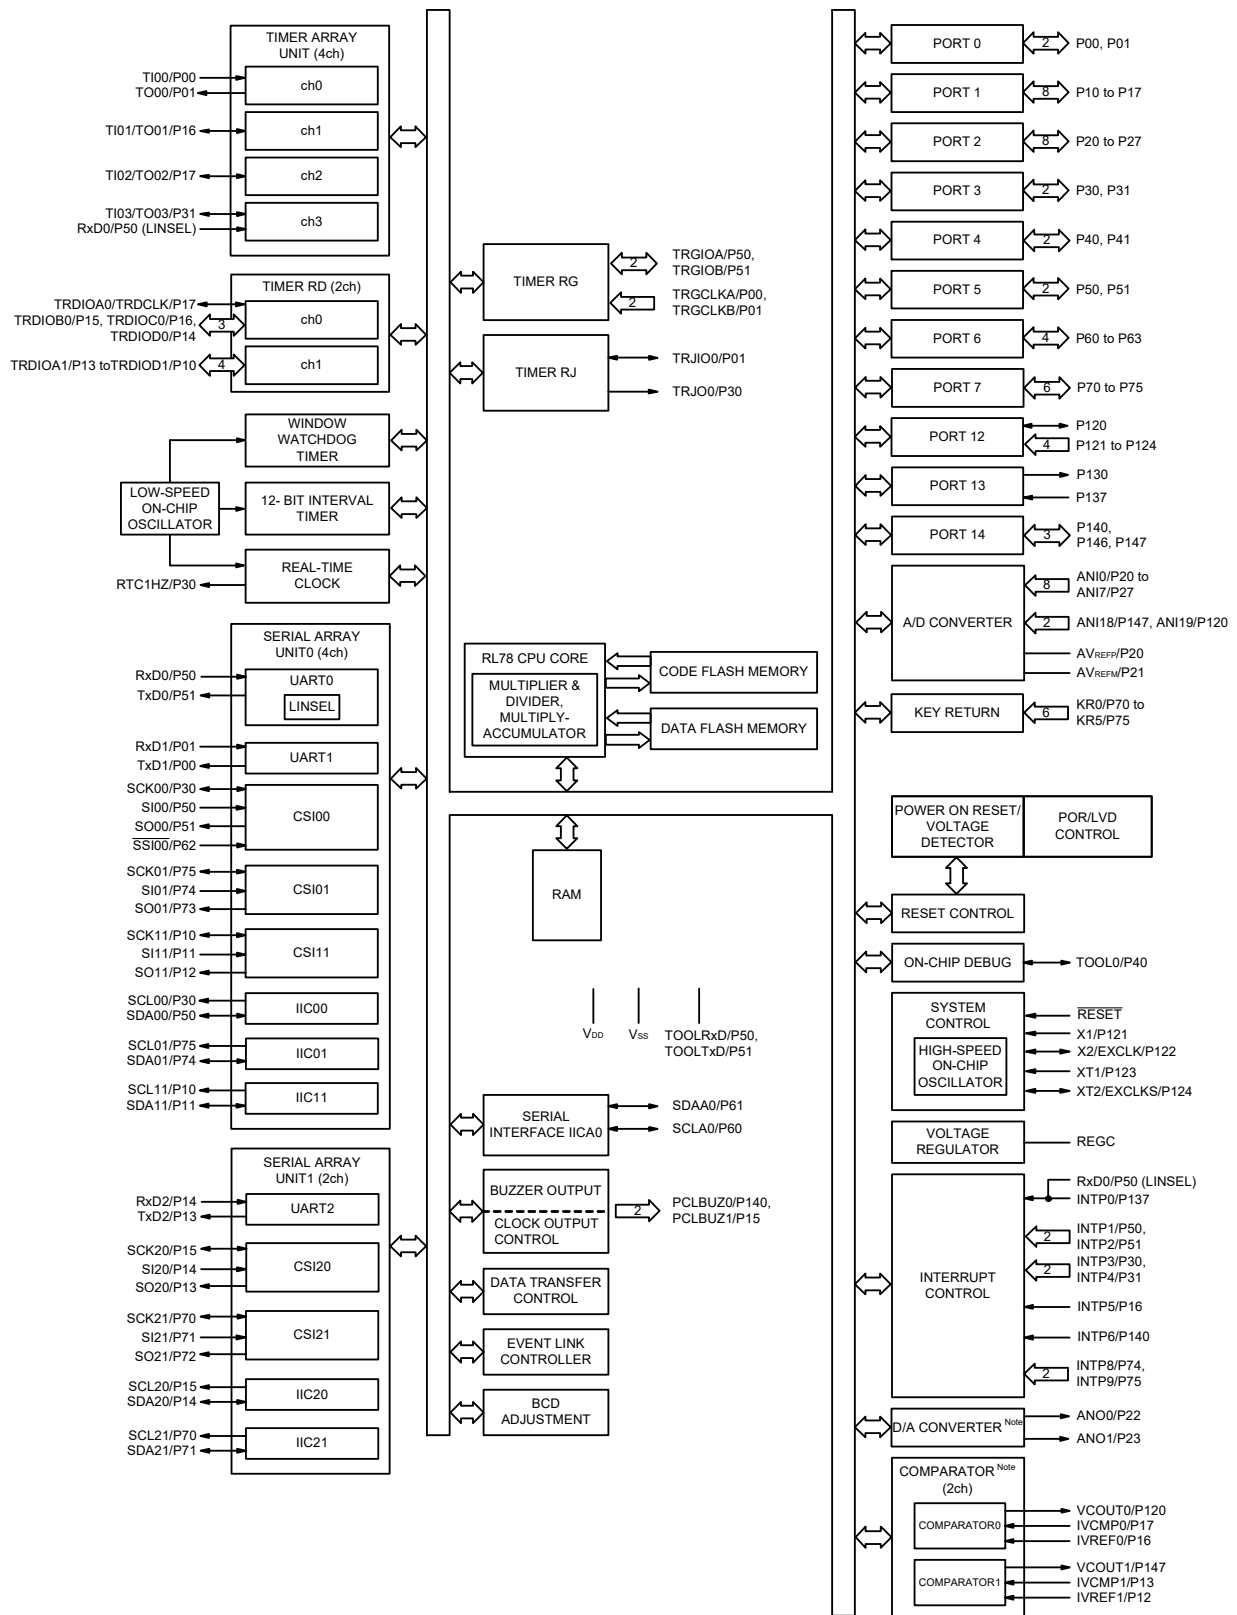 TIMER ARRAY
UNIT (4ch)
TI00/P00
TO00/P01
ch0
TI01/TO01/P16
ch1
TI02/TO02/P17
ch2
TI03/TO03/P31
RxD0/P50 (LINSEL)
ch3
TIMER RD (2ch)
TRDIOA0/TRDCLK/P17
TRDIOB0/P15, TRDIOC0/P16,
TRDIOD0/P14
3
ch0
TRDIOA1/P13 toTRDIOD1/P10
4
ch1
WINDOW
WATCHDOG
TIMER
LOW-SPEED
ON-CHIP
OSCILLATOR
12- BIT INTERVAL
TIMER
REAL-TIME
CLOCK
RTC1HZ/P30
SERIAL ARRAY
UNIT0 (4ch)
RxD0/P50
TxD0/P51
UART0
LINSEL
RxD1/P01
TxD1/P00
UART1
SCK00/P30
SI00/P50
SO00/P51
SSI00/P62
CSI00
SCK01/P75
SI01/P74
SO01/P73
CSI01
SCK11/P10
SI11/P11
SO11/P12
CSI11
SCL00/P30
SDA00/P50
IIC00
SCL01/P75
SDA01/P74
IIC01
SCL11/P10
SDA11/P11
IIC11
SERIAL ARRAY
UNIT1 (2ch)
RxD2/P14
TxD2/P13
UART2
SCK20/P15
SI20/P14
SO20/P13
CSI20
SCK21/P70
SI21/P71
SO21/P72
CSI21
SCL20/P15
SDA20/P14
IIC20
SCL21/P70
SDA21/P71
IIC21
TIMER RG
2
TRGIOA/P50,
TRGIOB/P51
2
TRGCLKA/P00,
TRGCLKB/P01
TIMER RJ
TRJIO0/P01
TRJO0/P30
RL78 CPU CORE
MULTIPLIER &
DIVIDER,
MULTIPLY-
ACCUMULATOR
CODE FLASH MEMORY
DATA FLASH MEMORY
RAM
VDD
VSS
TOOLRxD/P50,
TOOLTxD/P51
SERIAL
INTERFACE IICA0
SDAA0/P61
SCLA0/P60
BUZZER OUTPUT
CLOCK OUTPUT
CONTROL
2
PCLBUZ0/P140,
PCLBUZ1/P15
DATA TRANSFER
CONTROL
EVENT LINK
CONTROLLER
BCD
ADJUSTMENT
PORT 0
2
P00, P01
PORT 1
8
P10 to P17
PORT 2
8
P20 to P27
PORT 3
2
P30, P31
PORT 4
2
P40, P41
PORT 5
2
P50, P51
PORT 6
4
P60 to P63
PORT 7
6
P70 to P75
PORT 12
P120
4
P121 to P124
PORT 13
P130
P137
PORT 14
3
P140,
P146, P147
A/D CONVERTER
8
ANI0/P20 to
ANI7/P27
2
ANI18/P147, ANI19/P120
AVREFP/P20
AVREFM/P21
KEY RETURN
6
KR0/P70 to
KR5/P75
POWER ON RESET/
VOLTAGE
DETECTOR
POR/LVD
CONTROL
RESET CONTROL
ON-CHIP DEBUG
TOOL0/P40
SYSTEM
CONTROL
HIGH-SPEED
ON-CHIP
OSCILLATOR
RESET
X1/P121
X2/EXCLK/P122
XT1/P123
XT2/EXCLKS/P124
VOLTAGE
REGULATOR
REGC
INTERRUPT
CONTROL
RxD0/P50 (LINSEL)
INTP0/P137
2
INTP1/P50,
INTP2/P51
2
INTP3/P30,
INTP4/P31
INTP5/P16
INTP6/P140
2
INTP8/P74,
INTP9/P75
D/A CONVERTER Note
ANO0/P22
ANO1/P23
COMPARATOR Note
(2ch)
COMPARATOR0
VCOUT0/P120
IVCMP0/P17
IVREF0/P16
COMPARATOR1
VCOUT1/P147
IVCMP1/P13
IVREF1/P12